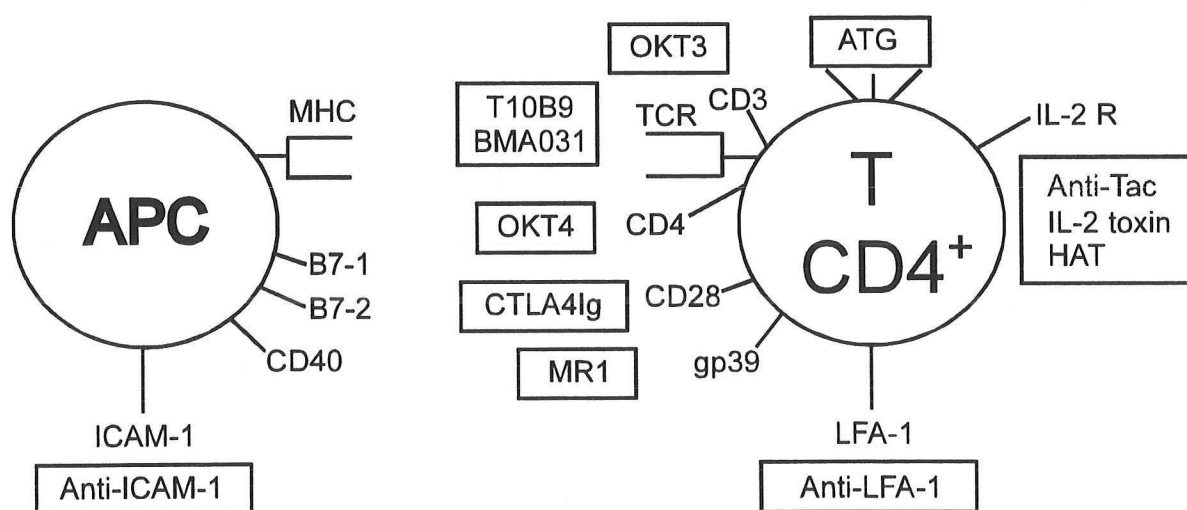 OKT3
ATG
MHC
T10B9
BMA031
TCR
CD3
IL-2 R
APC
T
CD4+
Anti-Tac
IL-2 toxin
HAT
OKT4
CD4
B7-1
B7-2
CTLA4Ig
CD28
CD40
MR1
gp39
ICAM-1
Anti-ICAM-1
LFA-1
Anti-LFA-1